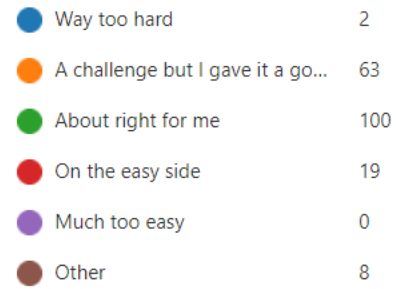 Way too hard 2
A challenge but I gave it a go... 63
About right for me 100
On the easy side 19
Much too easy 0
Other 8